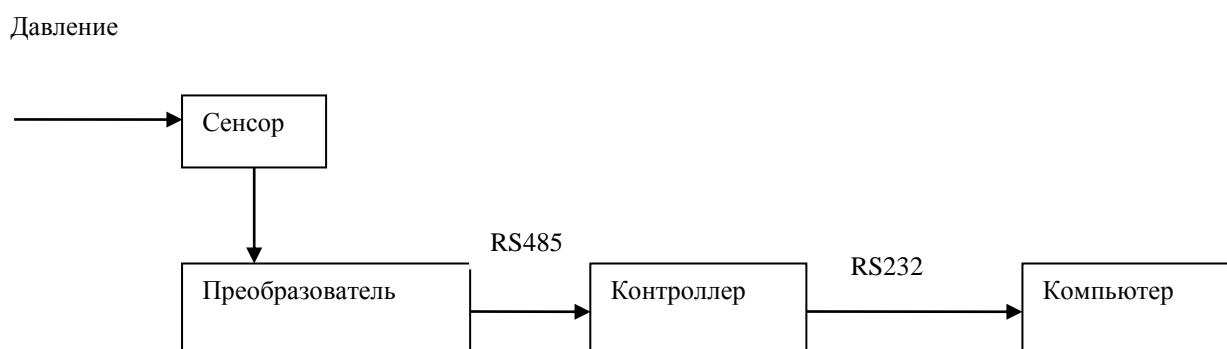 Давление
Сенсор
RS485
RS232
Преобразователь
Контроллер
Компьютер